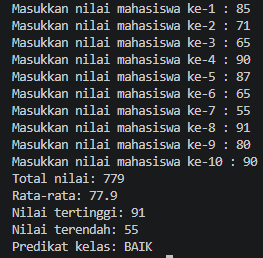 Masukkan nilai mahasiswa ke-1 : 85
Masukkan nilai mahasiswa ke-2 : 71
Masukkan nilai mahasiswa ke-3 : 65
Masukkan nilai mahasiswa ke-4 : 90
Masukkan nilai mahasiswa ke-5 : 87
Masukkan nilai mahasiswa ke-6 : 65
Masukkan nilai mahasiswa ke-7 : 55
Masukkan nilai mahasiswa ke-8 : 91
Masukkan nilai mahasiswa ke-9 : 80
Masukkan nilai mahasiswa ke-10 : 90
Total nilai: 779
Rata-rata: 77.9
Nilai tertinggi: 91
Nilai terendah: 55
Predikat kelas: BAIK